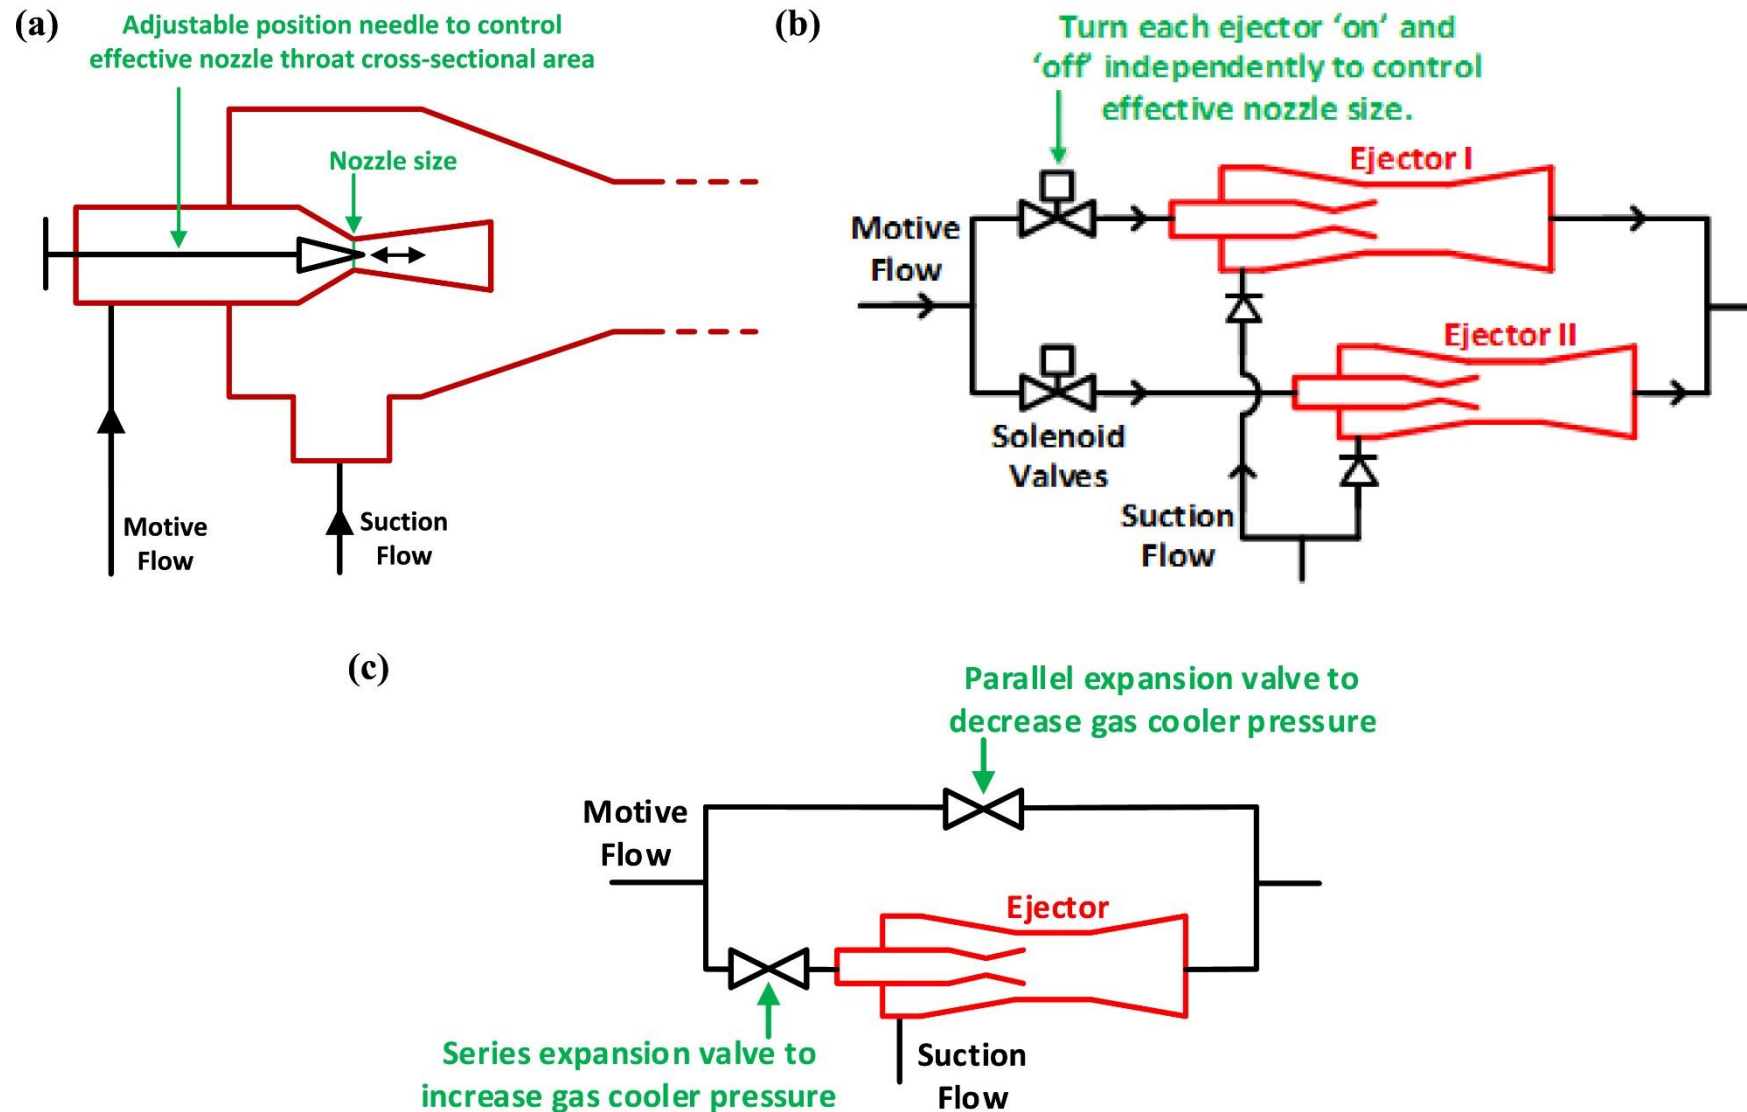 (a)
Adjustable position needle to control
effective nozzle throat cross-sectional area
Nozzle size
Motive
Flow
Suction
Flow
(b)
Turn each ejector ‘on’ and
‘off’ independently to control
effective nozzle size.
Ejector I
Motive
Flow
Ejector II
Solenoid
Valves
Suction
Flow
(c)
Parallel expansion valve to
decrease gas cooler pressure
Motive
Flow
Ejector
Series expansion valve to
increase gas cooler pressure
Suction
Flow